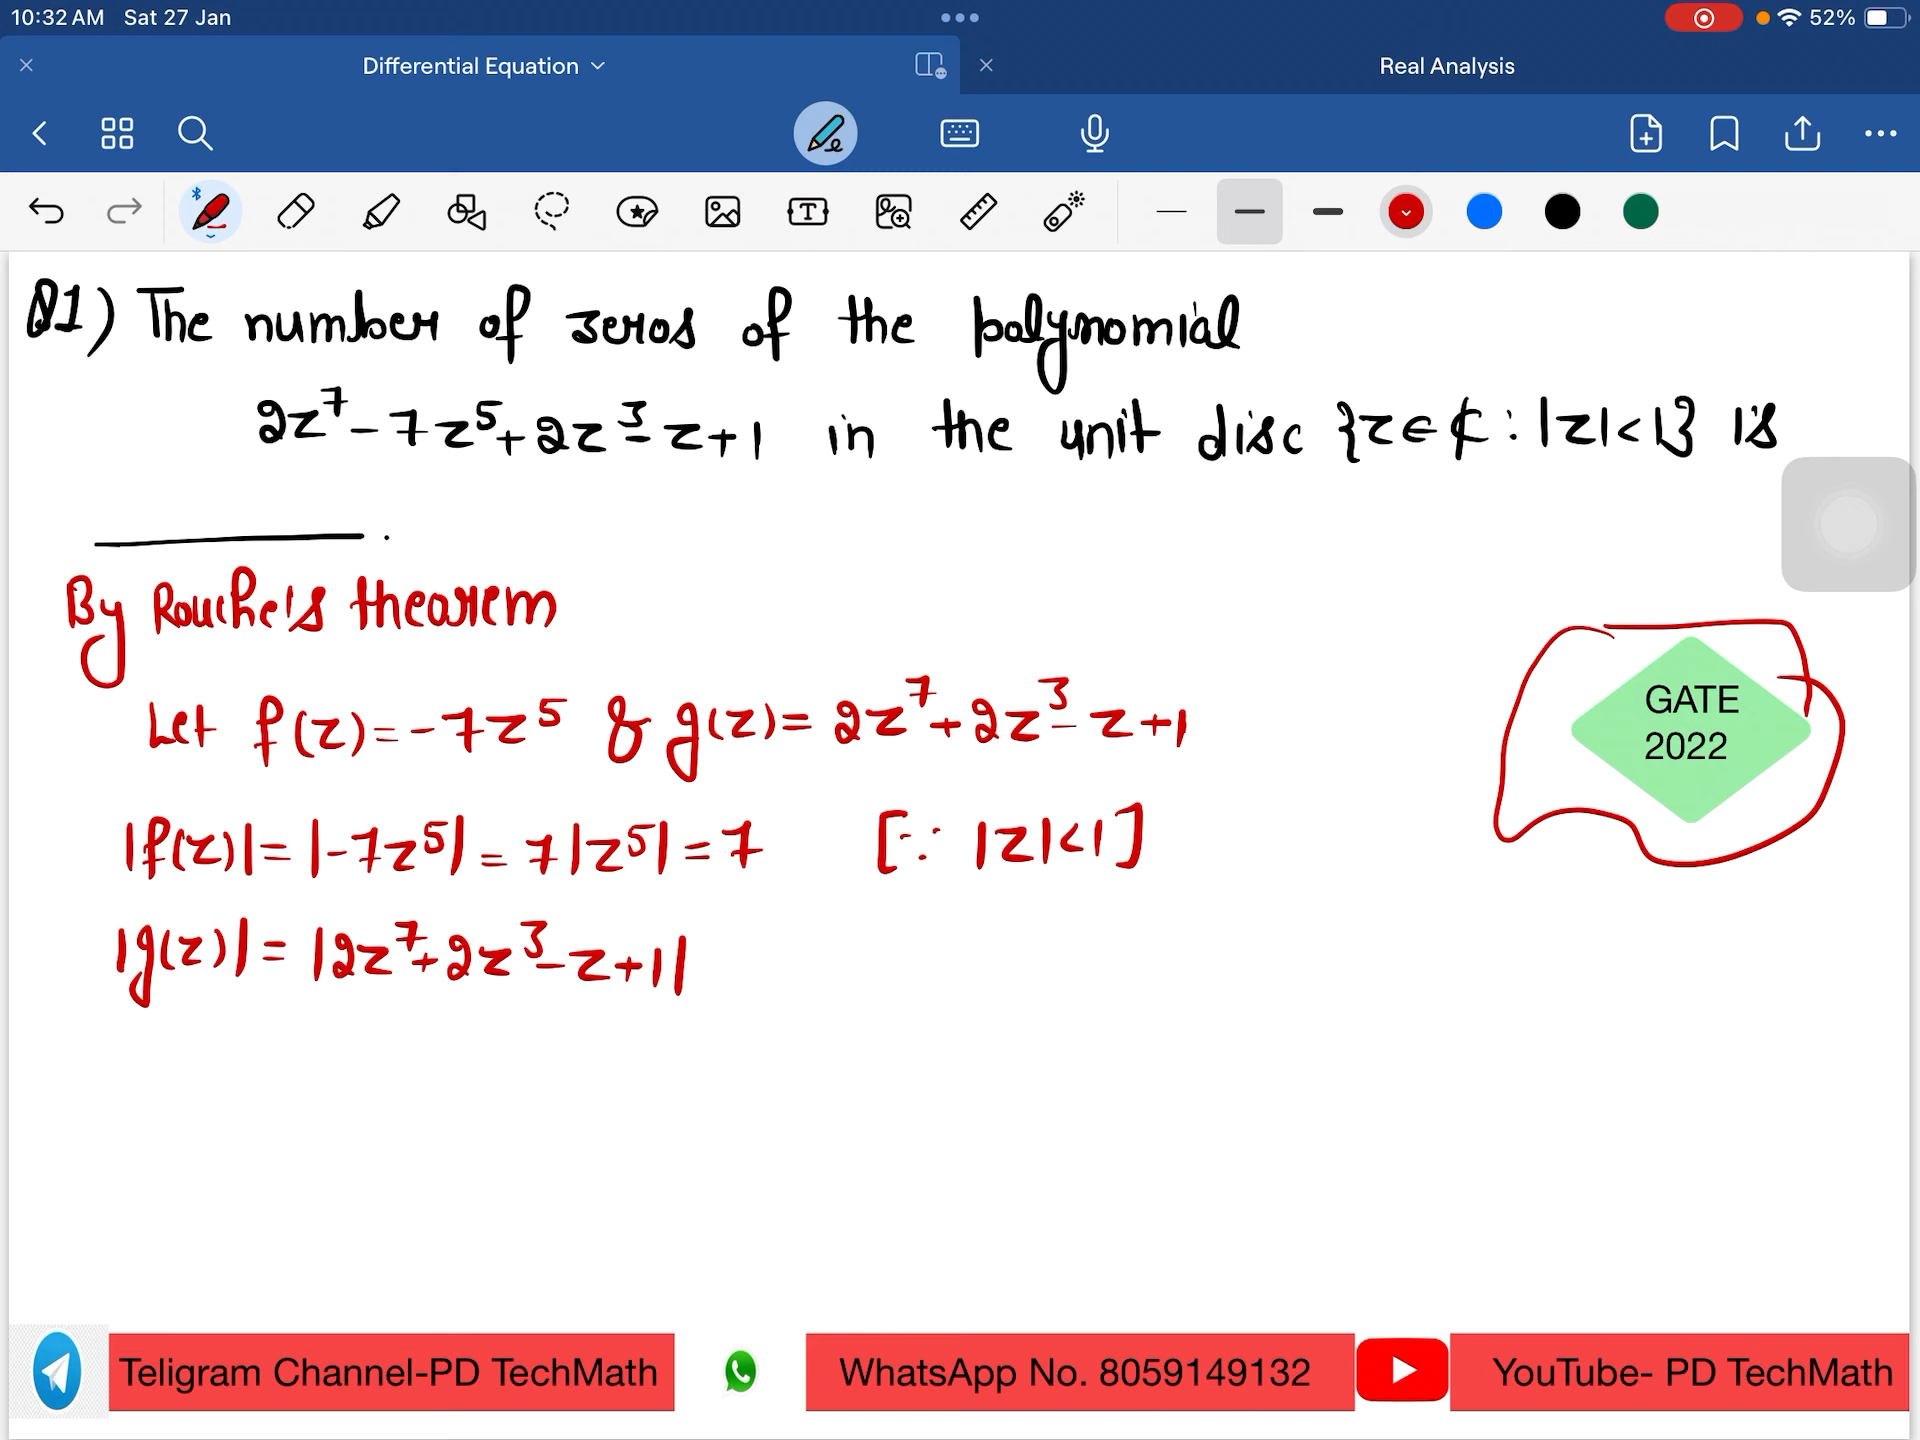 10:32 AM Sat 27 Jan
52%
Differential Equation
Real Analysis
Q1) The number of zeros of the polynomial
2z⁷-7z⁵+2z³-z+1 in the unit disc {z∈ℂ:|z|<1} is
________.
By Rouche's theorem
Let f(z)=-7z⁵ & g(z)=2z⁷+2z³-z+1
GATE
2022
|f(z)|=|-7z⁵|=7|z⁵|=7 [∵ |z|<1]
|g(z)|=|2z⁷+2z³-z+1|
Teligram Channel-PD TechMath
WhatsApp No. 8059149132
YouTube- PD TechMath